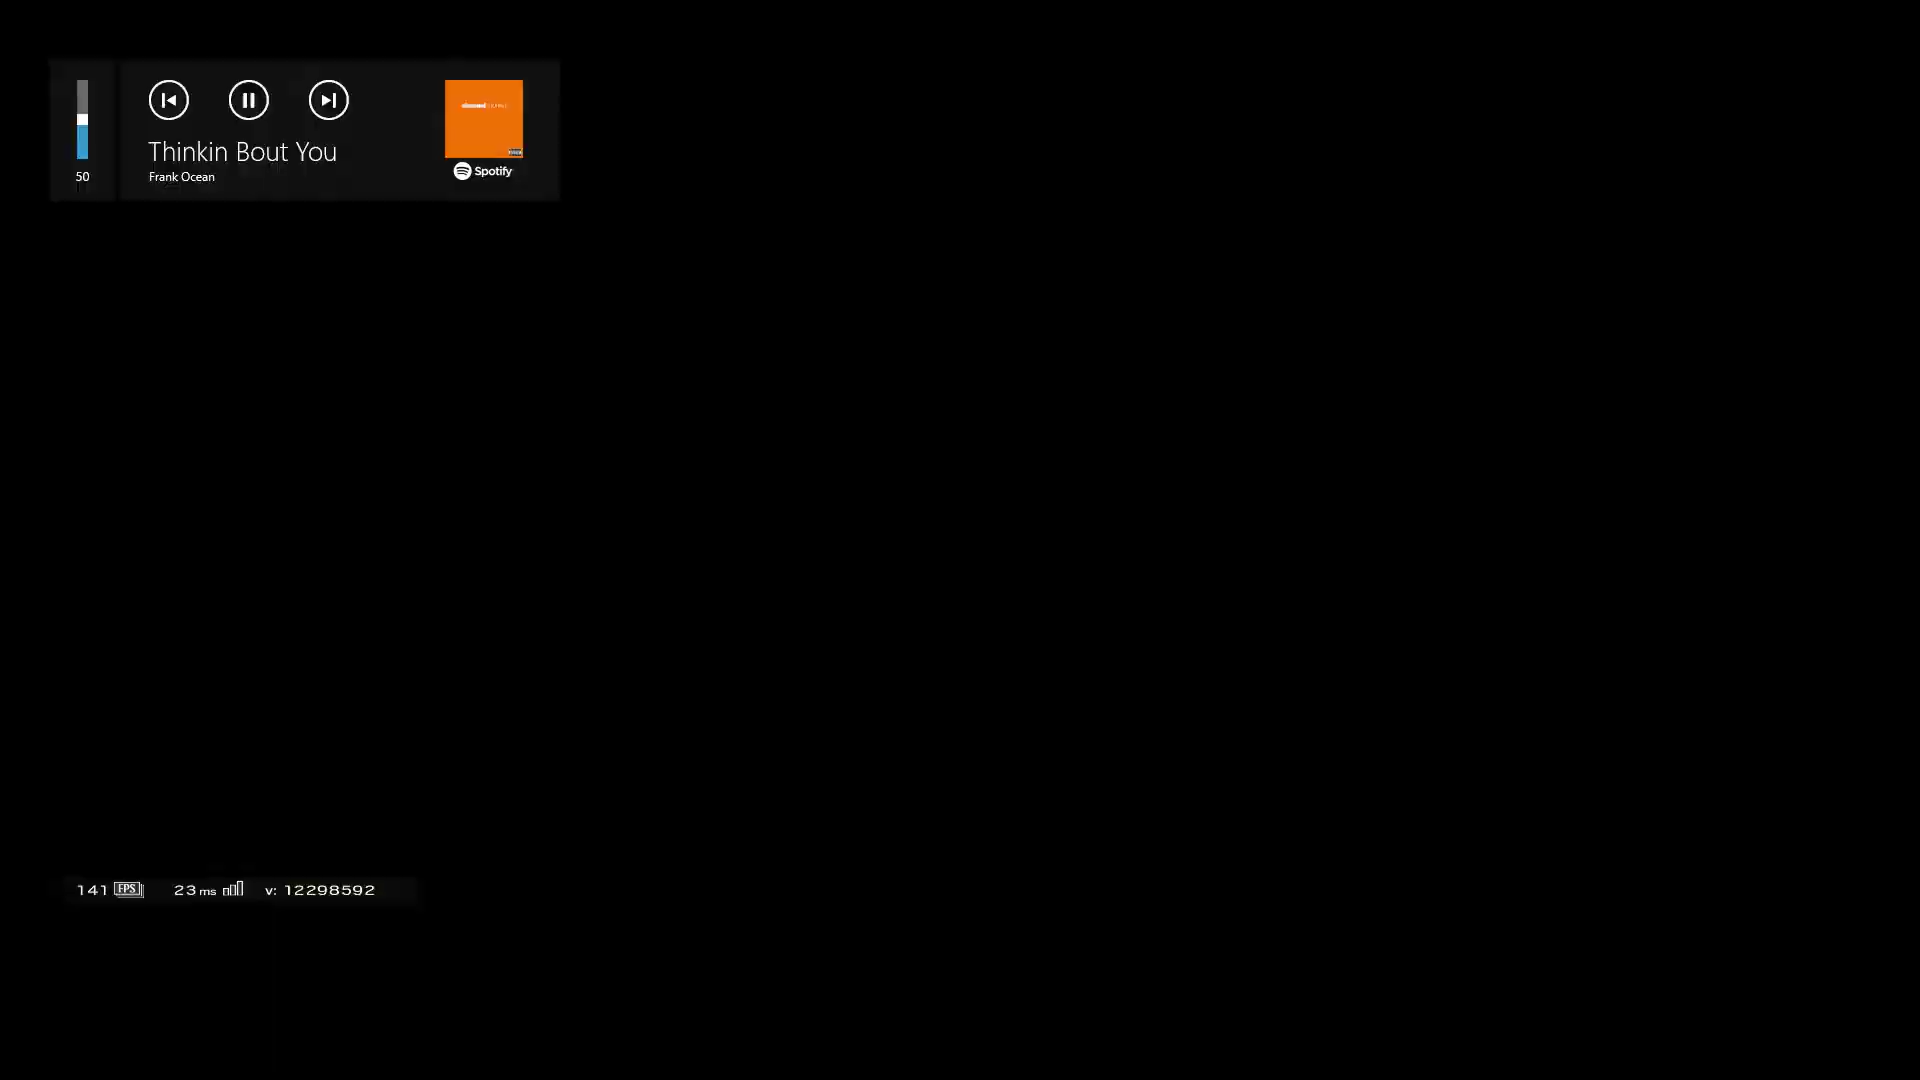 Thinkin Bout You
Frank Ocean
50
Spotify
141 FPS 23 ms v: 12298592